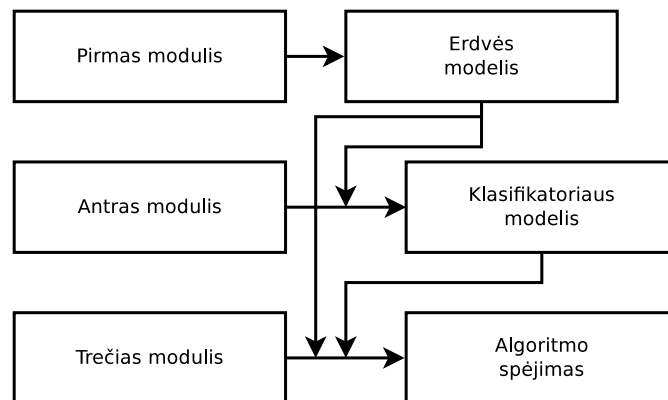 Pirmas modulis
Erdvės
modelis
Antras modulis
Klasifikatoriaus
modelis
Trečias modulis
Algoritmo
spėjimas